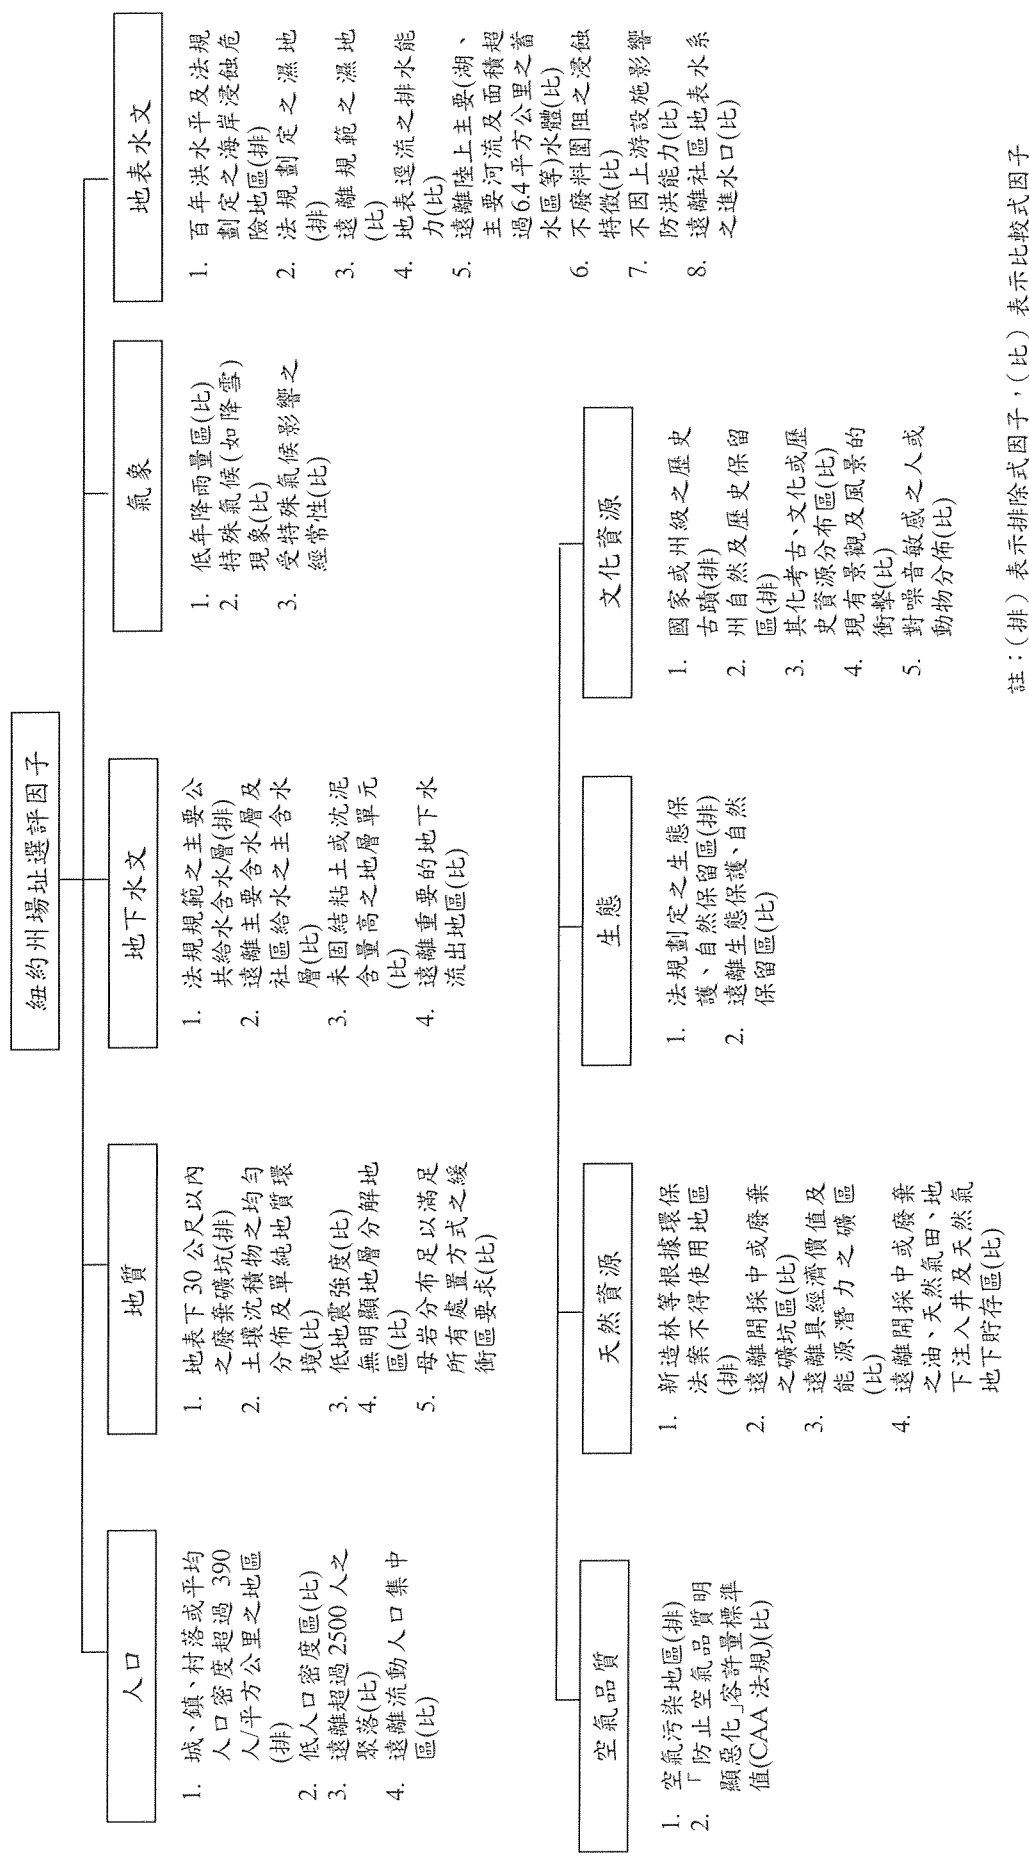 紐約州場址選評因子
人口
1. 城、鎮、村落或平均
人口密度超過 390
人/平方公里之地區
(排)
2. 低人口密度區(比)
3. 遠離超過2500人之
聚落(比)
4. 遠離流動人口集中
區(比)
地質
1. 地表下30公尺以內
之廢棄礦坑(排)
2. 土壤沈積物之均勻
分佈及單純地質環
境(比)
3. 低地震強度(比)
4. 無明顯地層分解地
區(比)
5. 母岩分布足以滿足
所有處置方式之緩
衝區要求(比)
地下水文
1. 法規規範之主要公
共給水含水層(排)
2. 遠離主要含水層及
社區給水之主含水
層(比)
3. 未固結粘土或沈泥
含量高之地層單元
(比)
4. 遠離重要的地下水
流出地區(比)
氣象
1. 低年降雨量區(比)
2. 特殊氣候(如降雪)
現象(比)
3. 受特殊氣候影響之
經常性(比)
地表水文
1. 百年洪水平及法規
劃定之海岸浸蝕危
險地區(排)
2. 法規劃定之濕地
(排)
3. 遠離規範之濕地
(比)
4. 地表逕流之排水能
力(比)
5. 遠離陸上主要(湖、
主要河流及面積超
過6.4平方公里之蓄
水區等)水體(比)
6. 不廢料圍阻之浸蝕
特徵(比)
7. 不因上游設施影響
防洪能力(比)
8. 遠離社區地表水系
之進水口(比)
空氣品質
1. 空氣污染地區(排)
2. 「防止空氣品質明
顯惡化」容許量標準
值(CAA法規)(比)
天然資源
1. 新造林等根據環保
法案不得使用地區
(排)
2. 遠離開採中或廢棄
之礦坑區(比)
3. 遠離具經濟價值及
能源潛力之礦區
(比)
4. 遠離開採中或廢棄
之油、天然氣田、地
下注入井及天然氣
地下貯存區(比)
生態
1. 法規劃定之生態保
護、自然保留區(排)
2. 遠離生態保護、自然
保留區(比)
文化資源
1. 國家或州級之歷史
古蹟(排)
2. 州自然及歷史保留
區(排)
3. 其化考古、文化或歷
史資源分布區(比)
4. 現有景觀及風景的
衝擊(比)
5. 對噪音敏感之人或
動物分佈(比)
註：(排)表示排除式因子，(比)表示比較式因子